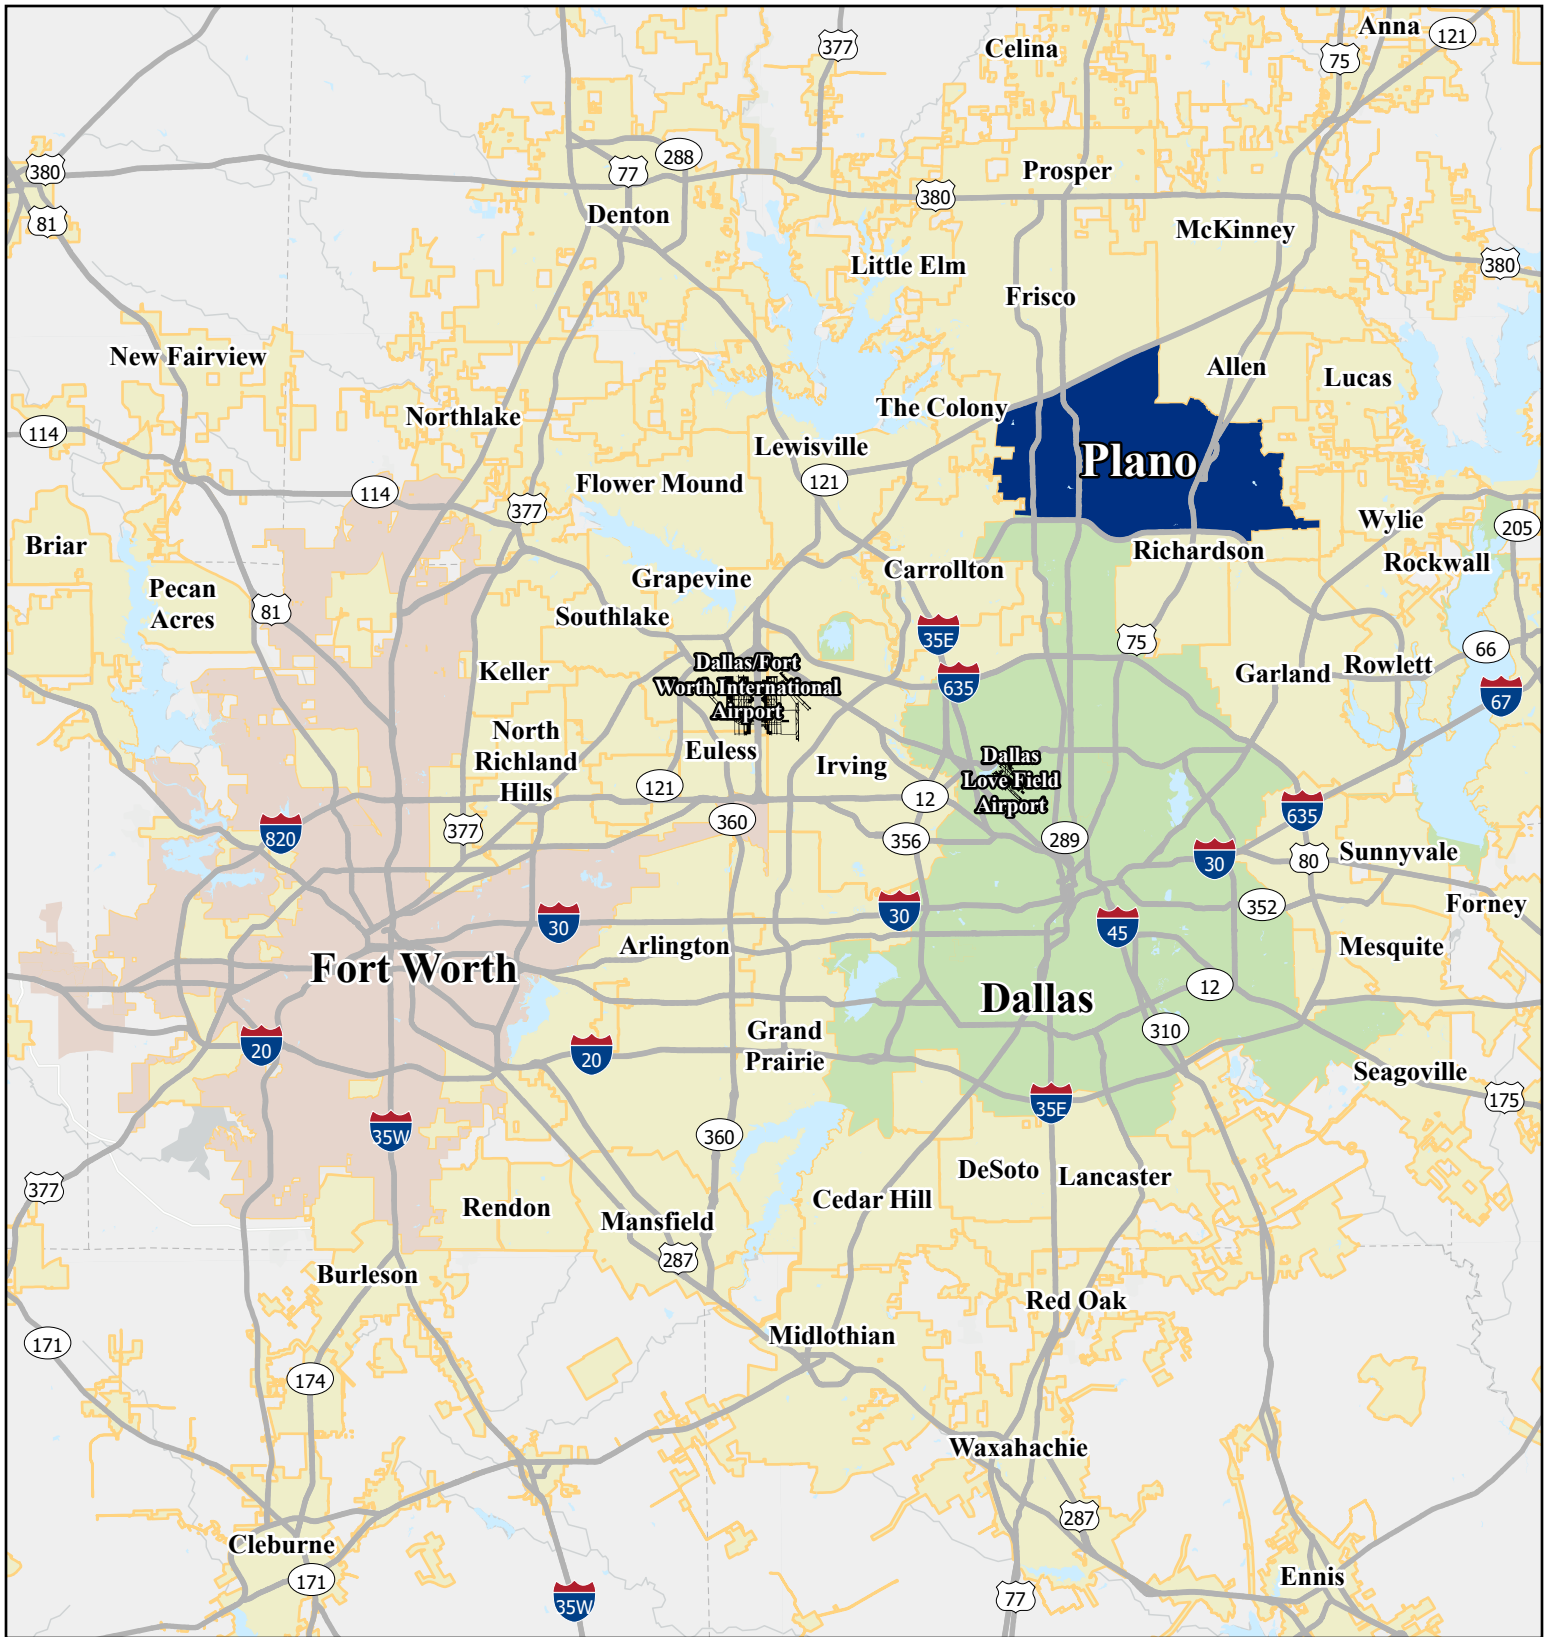 Anna
121
377
Celina
75
288
380
77
Prosper
380
81
Denton
McKinney
Little Elm
380
Frisco
New Fairview
Allen
Lucas
Northlake
The Colony
114
Lewisville
Plano
121
Flower Mound
114
377
Wylie
205
Briar
Richardson
Rockwall
Carrollton
Grapevine
Pecan
Acres
81
Southlake
35E
75
66
Dallas/Fort
Worth International
Airport
Keller
635
Garland
Rowlett
67
North
Richland
Hills
Euless
Irving
Dallas
Love Field
Airport
121
12
635
820
377
360
356
289
30
80
Sunnyvale
30
30
352
Forney
45
Arlington
Mesquite
Fort Worth
Dallas
12
310
Grand
Prairie
20
20
Seagoville
175
35E
35W
360
377
DeSoto
Lancaster
Cedar Hill
Rendon
Mansfield
287
Burleson
Red Oak
171
Midlothian
174
Waxahachie
287
Cleburne
171
Ennis
77
35W